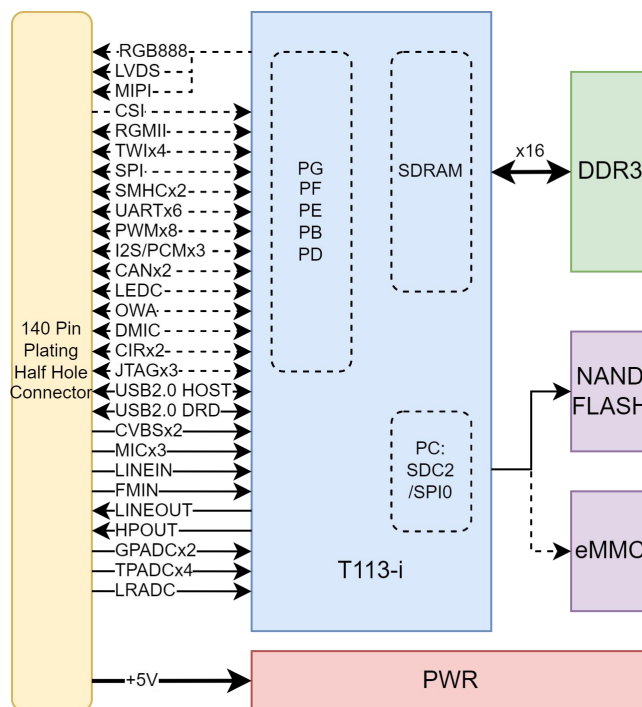 RGB888
LVDS
MIPI
CSI
RGMII
TWIx4
SPI
SMHCx2
UARTx6
PWMx8
I2S/PCMx3
CANx2
LEDC
OWA
DMIC
CIRx2
JTAGx3
USB2.0 HOST
USB2.0 DRD
CVBSx2
MICx3
LINEIN
FMIN
LINEOUT
HPOUT
GPADCx2
TPADCx4
LRADC
+5V
140 Pin
Plating
Half Hole
Connector
PG
PF
PE
PB
PD
SDRAM
PC:
SDC2
/SPI0
T113-i
x16
DDR3
NAND
FLASH
eMMC
PWR